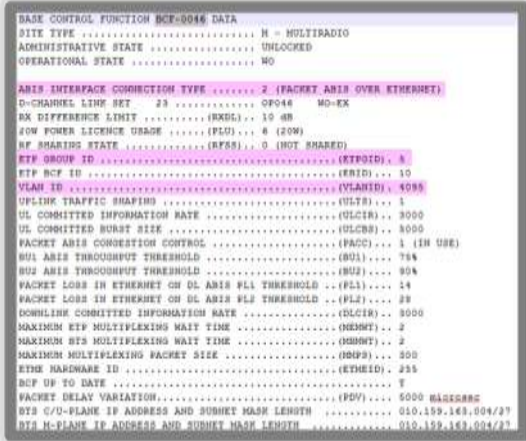 BASE CONTROL FUNCTION BCF-0046 DATA
SITE TYPE ............................ M - MULTIRADIO
ADMINISTRATIVE STATE ................. UNLOCKED
OPERATIONAL STATE .................... WO
ABIS INTERFACE CONNECTION TYPE ....... 2 (PACKET ABIS OVER ETHERNET)
D-CHANNEL LINK SET    23 ............. OP046    WO-EX
RX DIFFERENCE LIMIT ...........(RXDL).. 10 dB
20W POWER LICENCE USAGE ......(PLU)... 6 (20W)
RF SHARING STATE .............(RFSS).. 0 (NOT SHARED)
ETP GROUP ID ..................................(ETPGID). 5
ETP BCF ID ....................................(EBID)... 10
VLAN ID .......................................(VLANID). 4095
UPLINK TRAFFIC SHAPING ........................(ULTS)... 1
UL COMMITTED INFORMATION RATE .................(ULCIR).. 3000
UL COMMITTED BURST SIZE .......................(ULCBS).. 3000
PACKET ABIS CONGESTION CONTROL ................(PACC)... 1 (IN USE)
BU1 ABIS THROUGHPUT THRESHOLD .................(BU1).... 75%
BU2 ABIS THROUGHPUT THRESHOLD .................(BU2).... 90%
PACKET LOSS IN ETHERNET ON DL ABIS PL1 THRESHOLD ..(PL1).... 14
PACKET LOSS IN ETHERNET ON DL ABIS PL2 THRESHOLD ..(PL2).... 28
DOWNLINK COMMITTED INFORMATION RATE ...........(DLCIR).. 3000
MAXIMUM ETP MULTIPLEXING WAIT TIME ............(MEMWT).. 2
MAXIMUM BTS MULTIPLEXING WAIT TIME ............(MBMWT).. 2
MAXIMUM MULTIPLEXING PACKET SIZE ..............(MMPS)... 300
ETME HARDWARE ID ..............................(ETMEID). 255
BCF UP TO DATE ........................................ Y
PACKET DELAY VARIATION.........................(PDV).... 5000 microsec
BTS C/U-PLANE IP ADDRESS AND SUBNET MASK LENGTH ........... 010.159.163.004/27
BTS M-PLANE IP ADDRESS AND SUBNET MASK LENGTH ............. 010.159.163.004/27